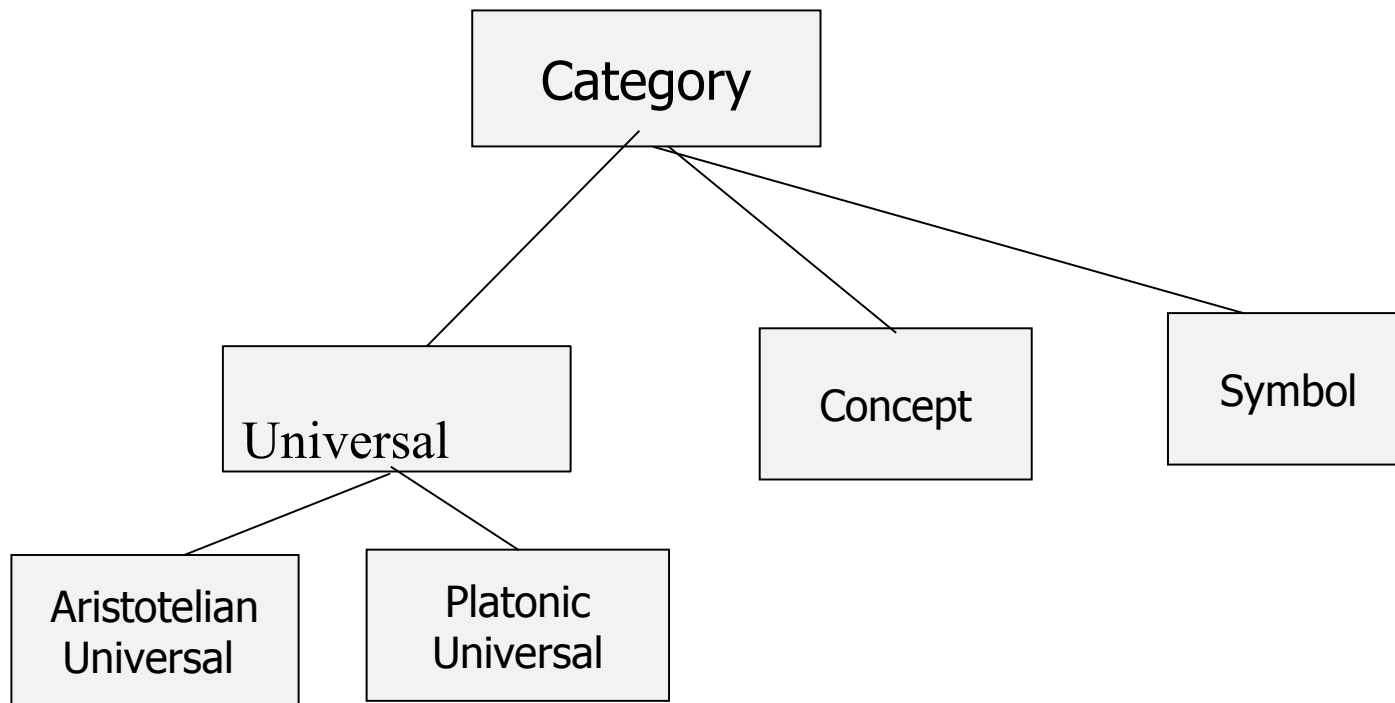 Category
Universal
Concept
Symbol
Aristotelian
Universal
Platonic
Universal